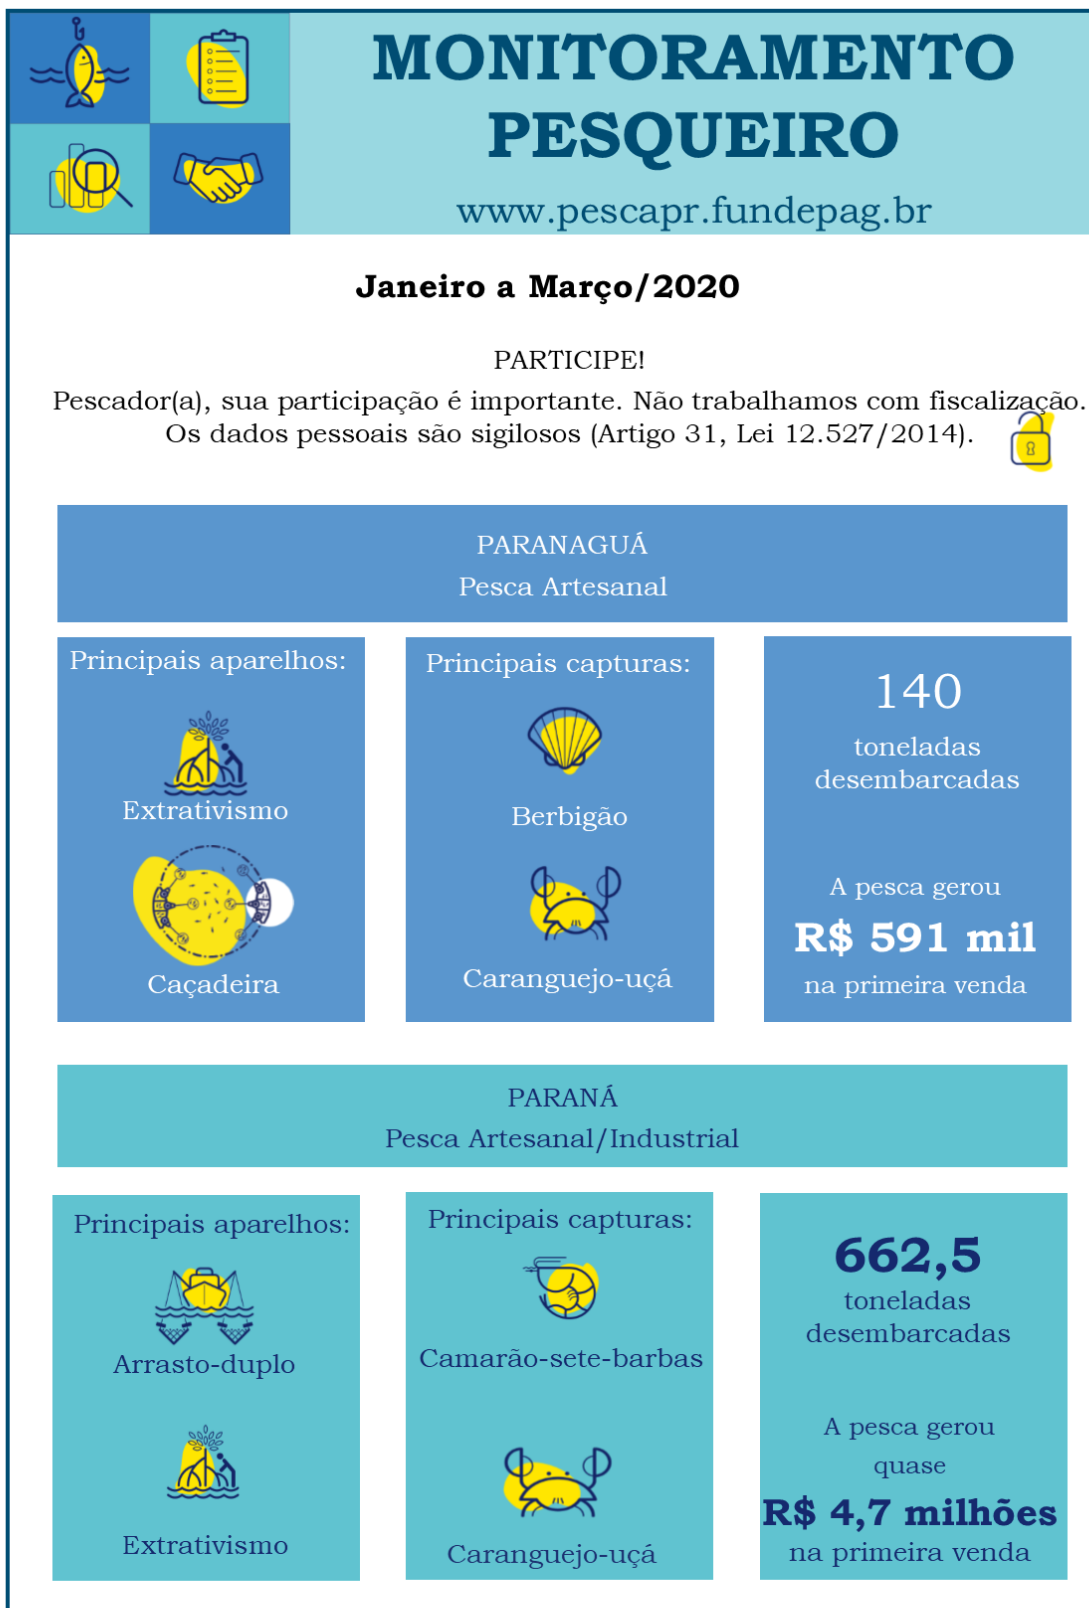 MONITORAMENTO
PESQUEIRO
www.pescapr.fundepag.br
Janeiro a Março/2020
PARTICIPE!
Pescador(a), sua participação é importante. Não trabalhamos com fiscalização.
Os dados pessoais são sigilosos (Artigo 31, Lei 12.527/2014).
PARANAGUÁ
Pesca Artesanal
Principais aparelhos:
Extrativismo
Caçadeira
Principais capturas:
Berbigão
Caranguejo-uçá
140
toneladas
desembarcadas
A pesca gerou
R$ 591 mil
na primeira venda
PARANÁ
Pesca Artesanal/Industrial
Principais aparelhos:
Arrasto-duplo
Extrativismo
Principais capturas:
Camarão-sete-barbas
Caranguejo-uçá
662,5
toneladas
desembarcadas
A pesca gerou
quase
R$ 4,7 milhões
na primeira venda